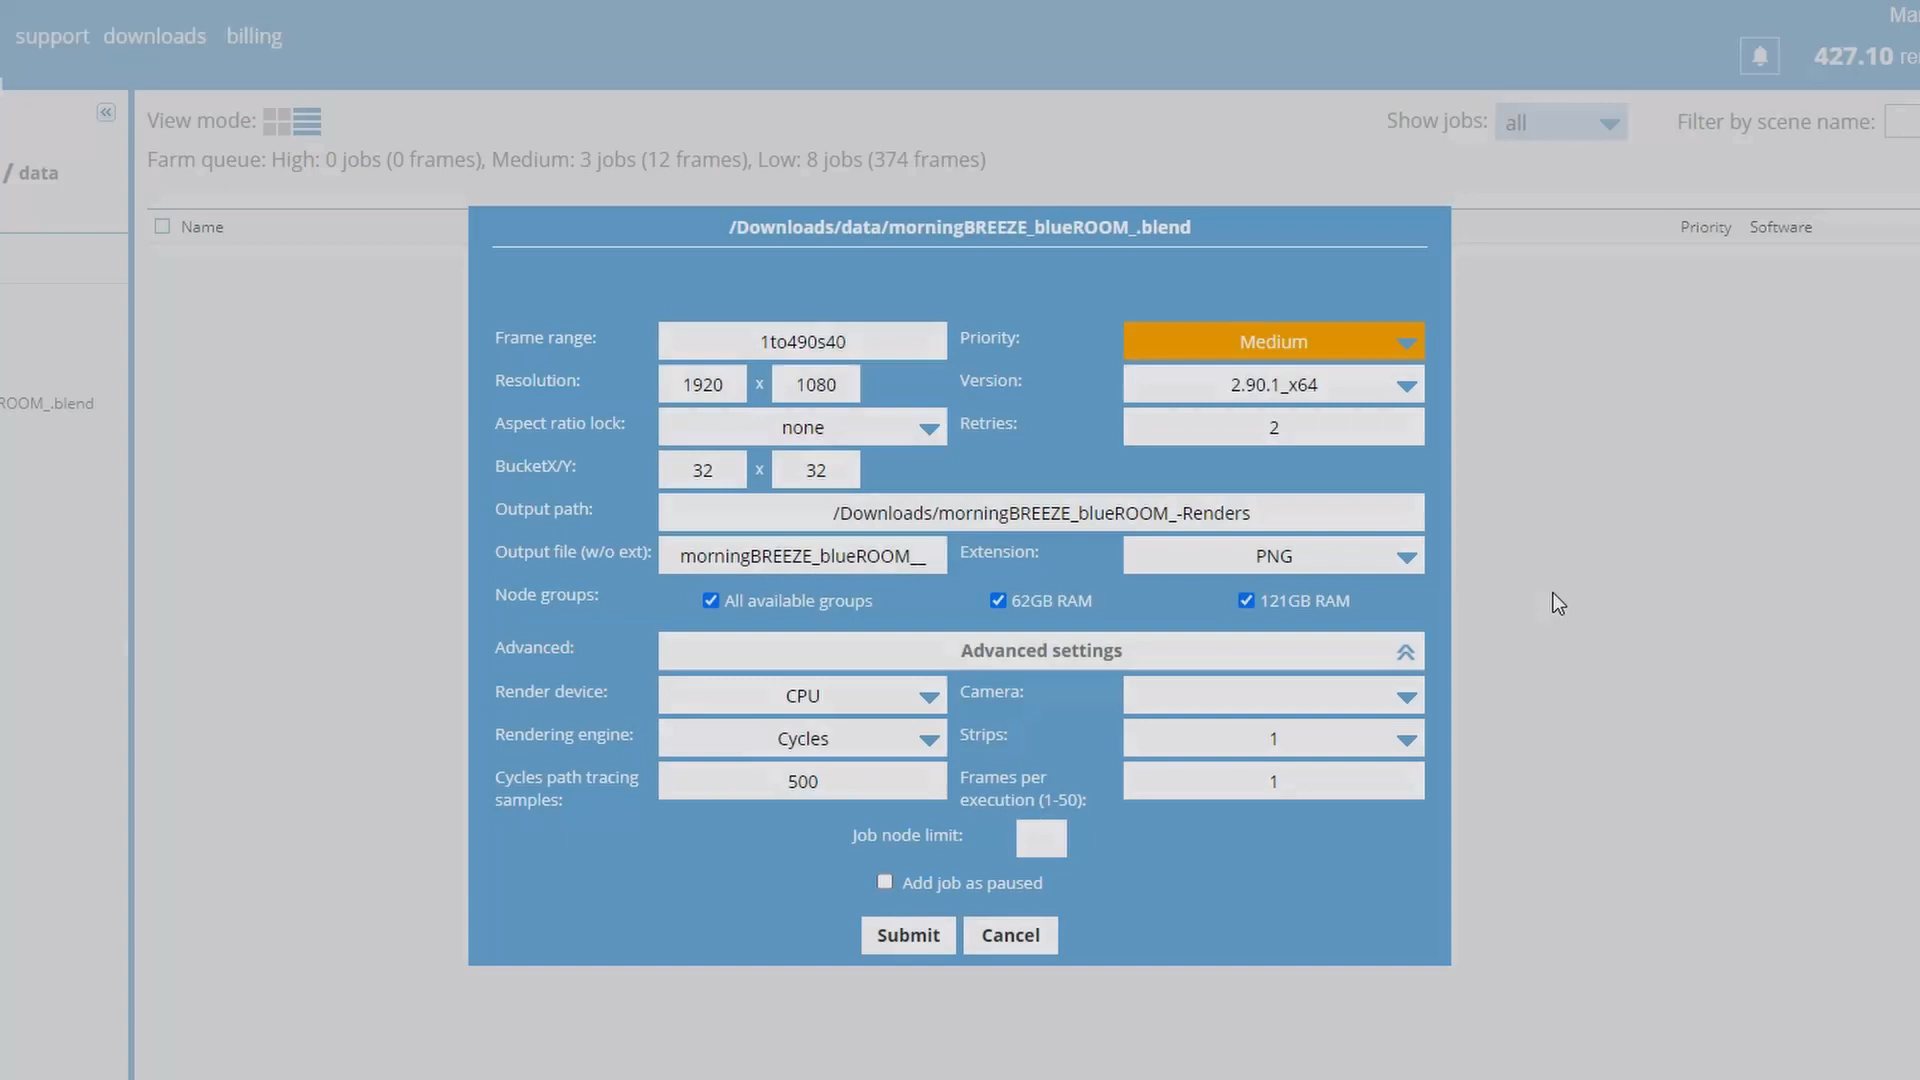 support downloads billing
427.10
/ data
View mode:
Show jobs: all
Filter by scene name:
Farm queue: High: 0 jobs (0 frames), Medium: 3 jobs (12 frames), Low: 8 jobs (374 frames)
Name
Priority Software
/Downloads/data/morningBREEZE_blueROOM_.blend
Frame range: 1to490s40 Priority: Medium
Resolution: 1920 x 1080 Version: 2.90.1_x64
Aspect ratio lock: none Retries: 2
ROOM_.blend
BucketX/Y: 32 x 32
Output path: /Downloads/morningBREEZE_blueROOM_-Renders
Output file (w/o ext): morningBREEZE_blueROOM__ Extension: PNG
Node groups: All available groups 62GB RAM 121GB RAM
Advanced: Advanced settings
Render device: CPU Camera:
Rendering engine: Cycles Strips: 1
Cycles path tracing samples: 500 Frames per execution (1-50): 1
Job node limit:
Add job as paused
Submit Cancel